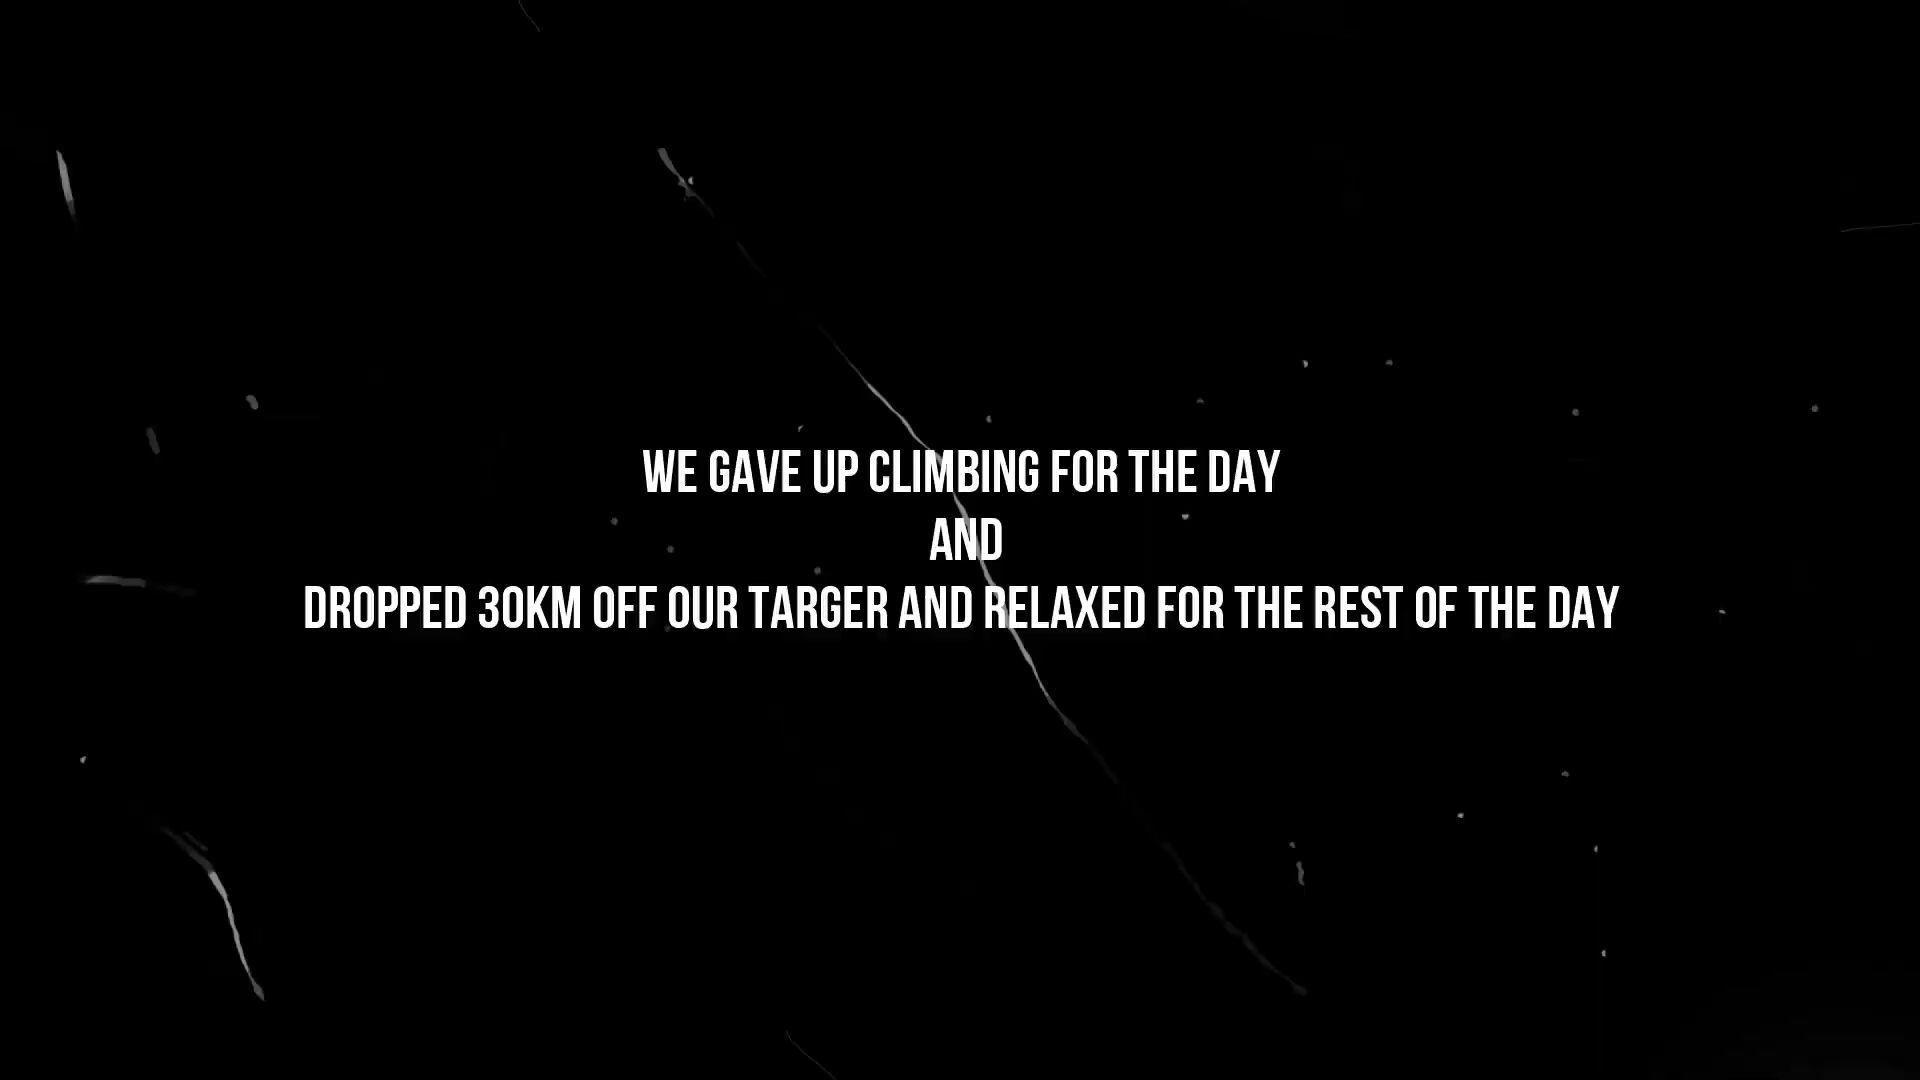 WE GAVE UP CLIMBING FOR THE DAY
AND
DROPPED 30KM OFF OUR TARGER AND RELAXED FOR THE REST OF THE DAY